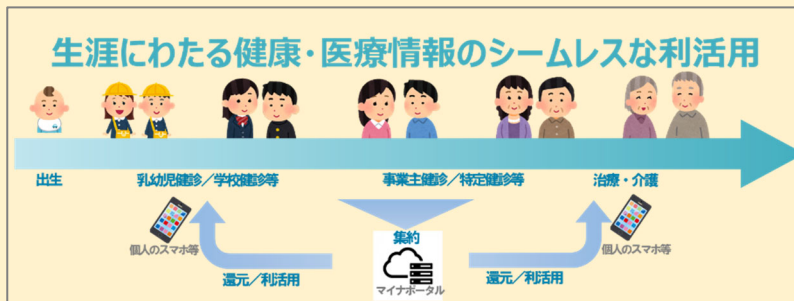 生涯にわたる健康・医療情報のシームレスな利活用
出生
乳幼児健診／学校健診等
事業主健診／特定健診等
治療・介護
個人のスマホ等
集約
個人のスマホ等
還元／利活用
マイナポータル
還元／利活用